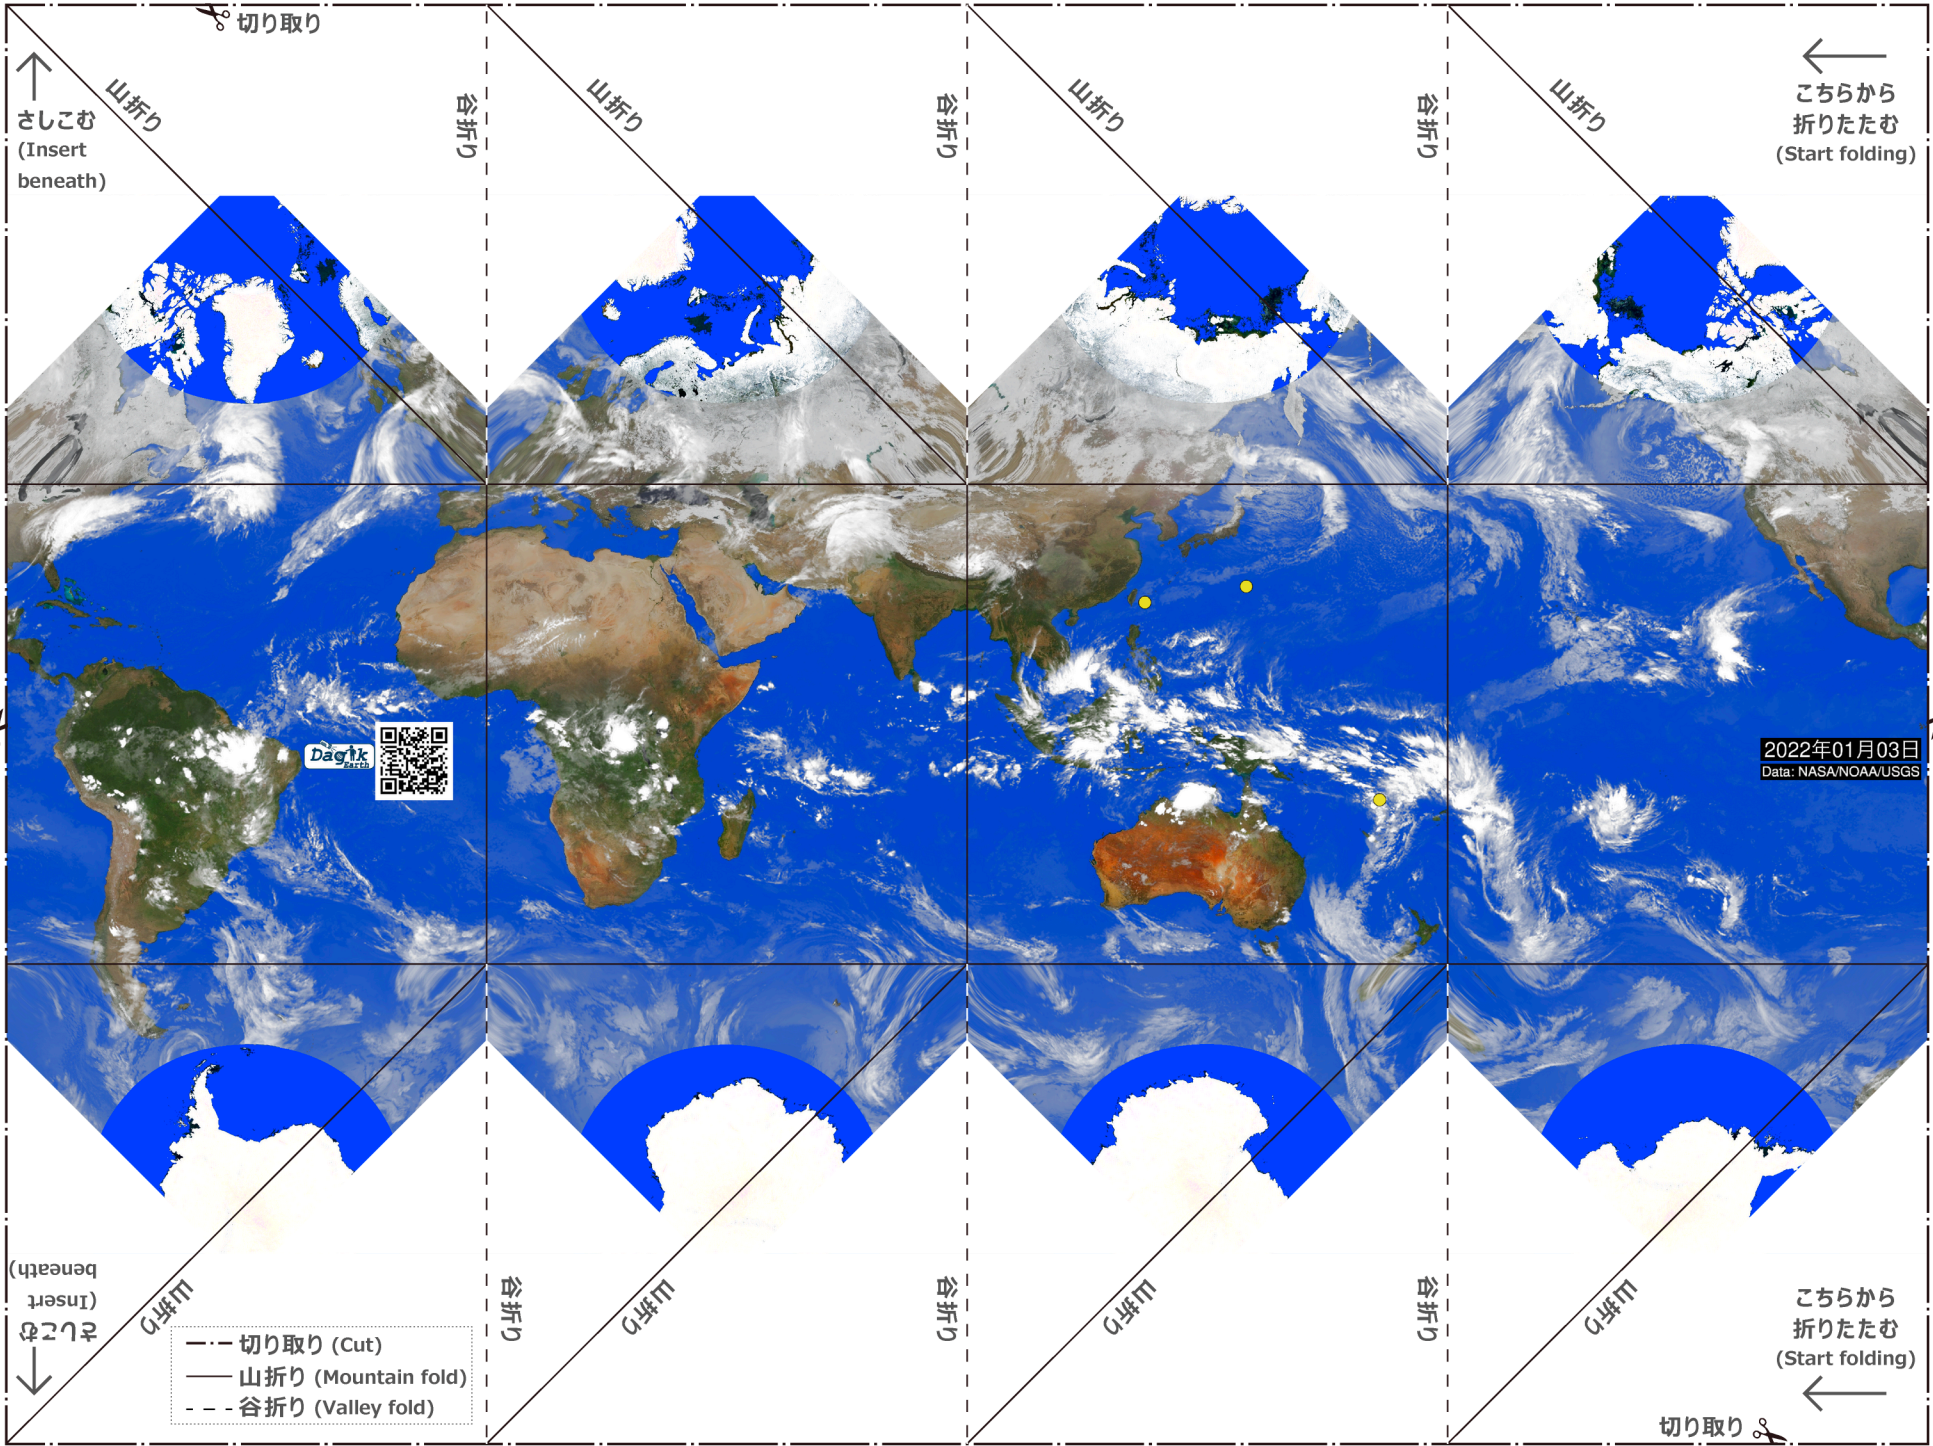 切り取り
山折り
谷折り
山折り
谷折り
山折り
谷折り
山折り
さしこむ
(Insert
beneath)
こちらから
折りたたむ
(Start folding)
Dagik
Earth
2022年01月03日
Data: NASA/NOAA/USGS
さしこむ
(Insert
beneath)
山折り
谷折り
山折り
谷折り
山折り
谷折り
山折り
こちらから
折りたたむ
(Start folding)
切り取り (Cut)
山折り (Mountain fold)
谷折り (Valley fold)
切り取り